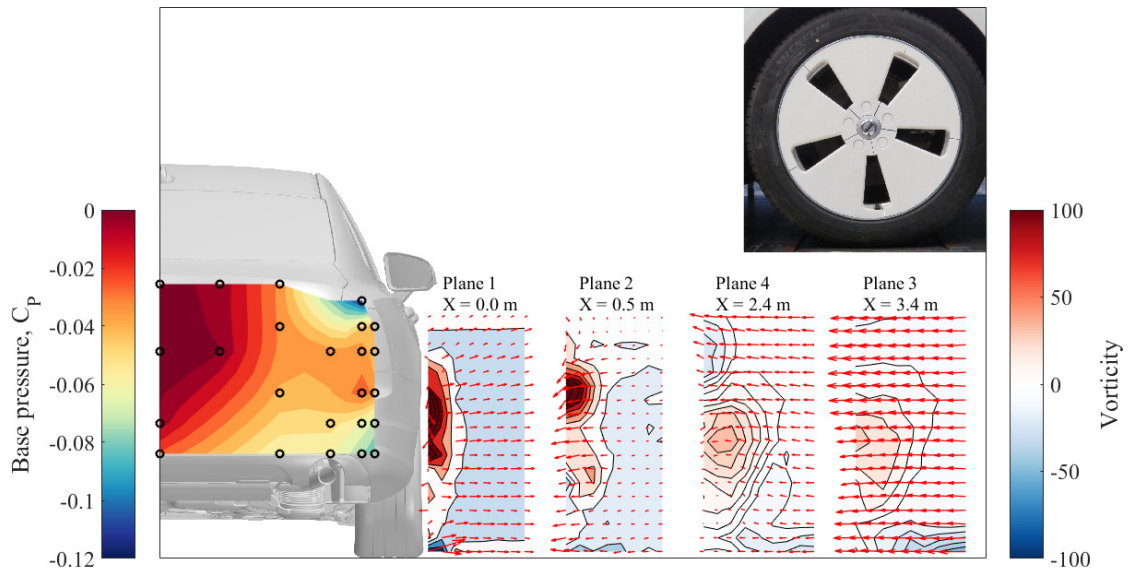 Base pressure, C_P
0
-0.02
-0.04
-0.06
-0.08
-0.1
-0.12
Plane 1
X = 0.0 m
Plane 2
X = 0.5 m
Plane 4
X = 2.4 m
Plane 3
X = 3.4 m
100
50
0
-50
-100
Vorticity